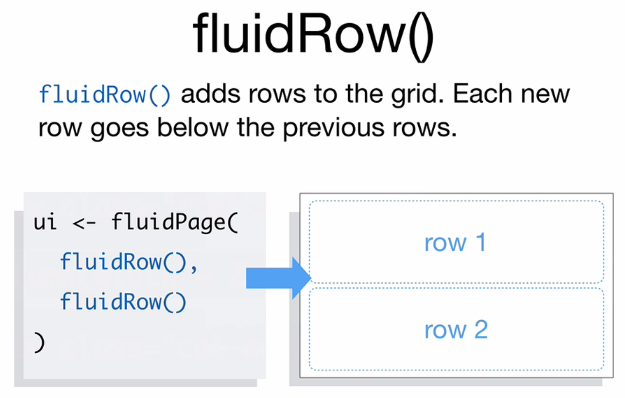 fluidRow()
fluidRow() adds rows to the grid. Each new
row goes below the previous rows.
ui <- fluidPage(
  fluidRow(),
  fluidRow()
)
row 1
row 2